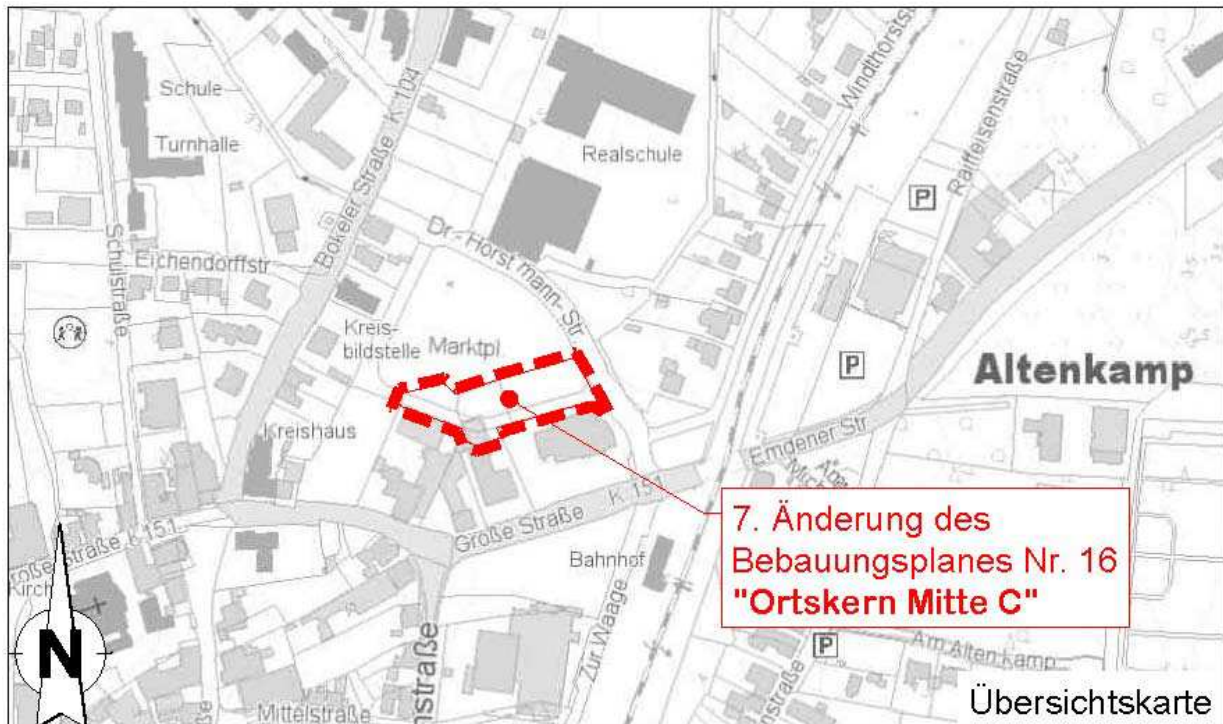 Schule
Turnhalle
Schulstraße
Eichendorffstr
Bokeler Straße K 104
Realschule
Dr.-Horstmann-Str
Windthorststr
Raiffeisenstraße
P
P
Kreis-
bildstelle
Marktpl
Kreishaus
Altenkamp
Emdener Str
Große Straße K 151
Große Straße K 151
Bahnhof
Zur Waage
Kirch
Mittelstraße
nstraße
7. Änderung des
Bebauungsplanes Nr. 16
"Ortskern Mitte C"
P
Am Alten Kamp
N
Übersichtskarte